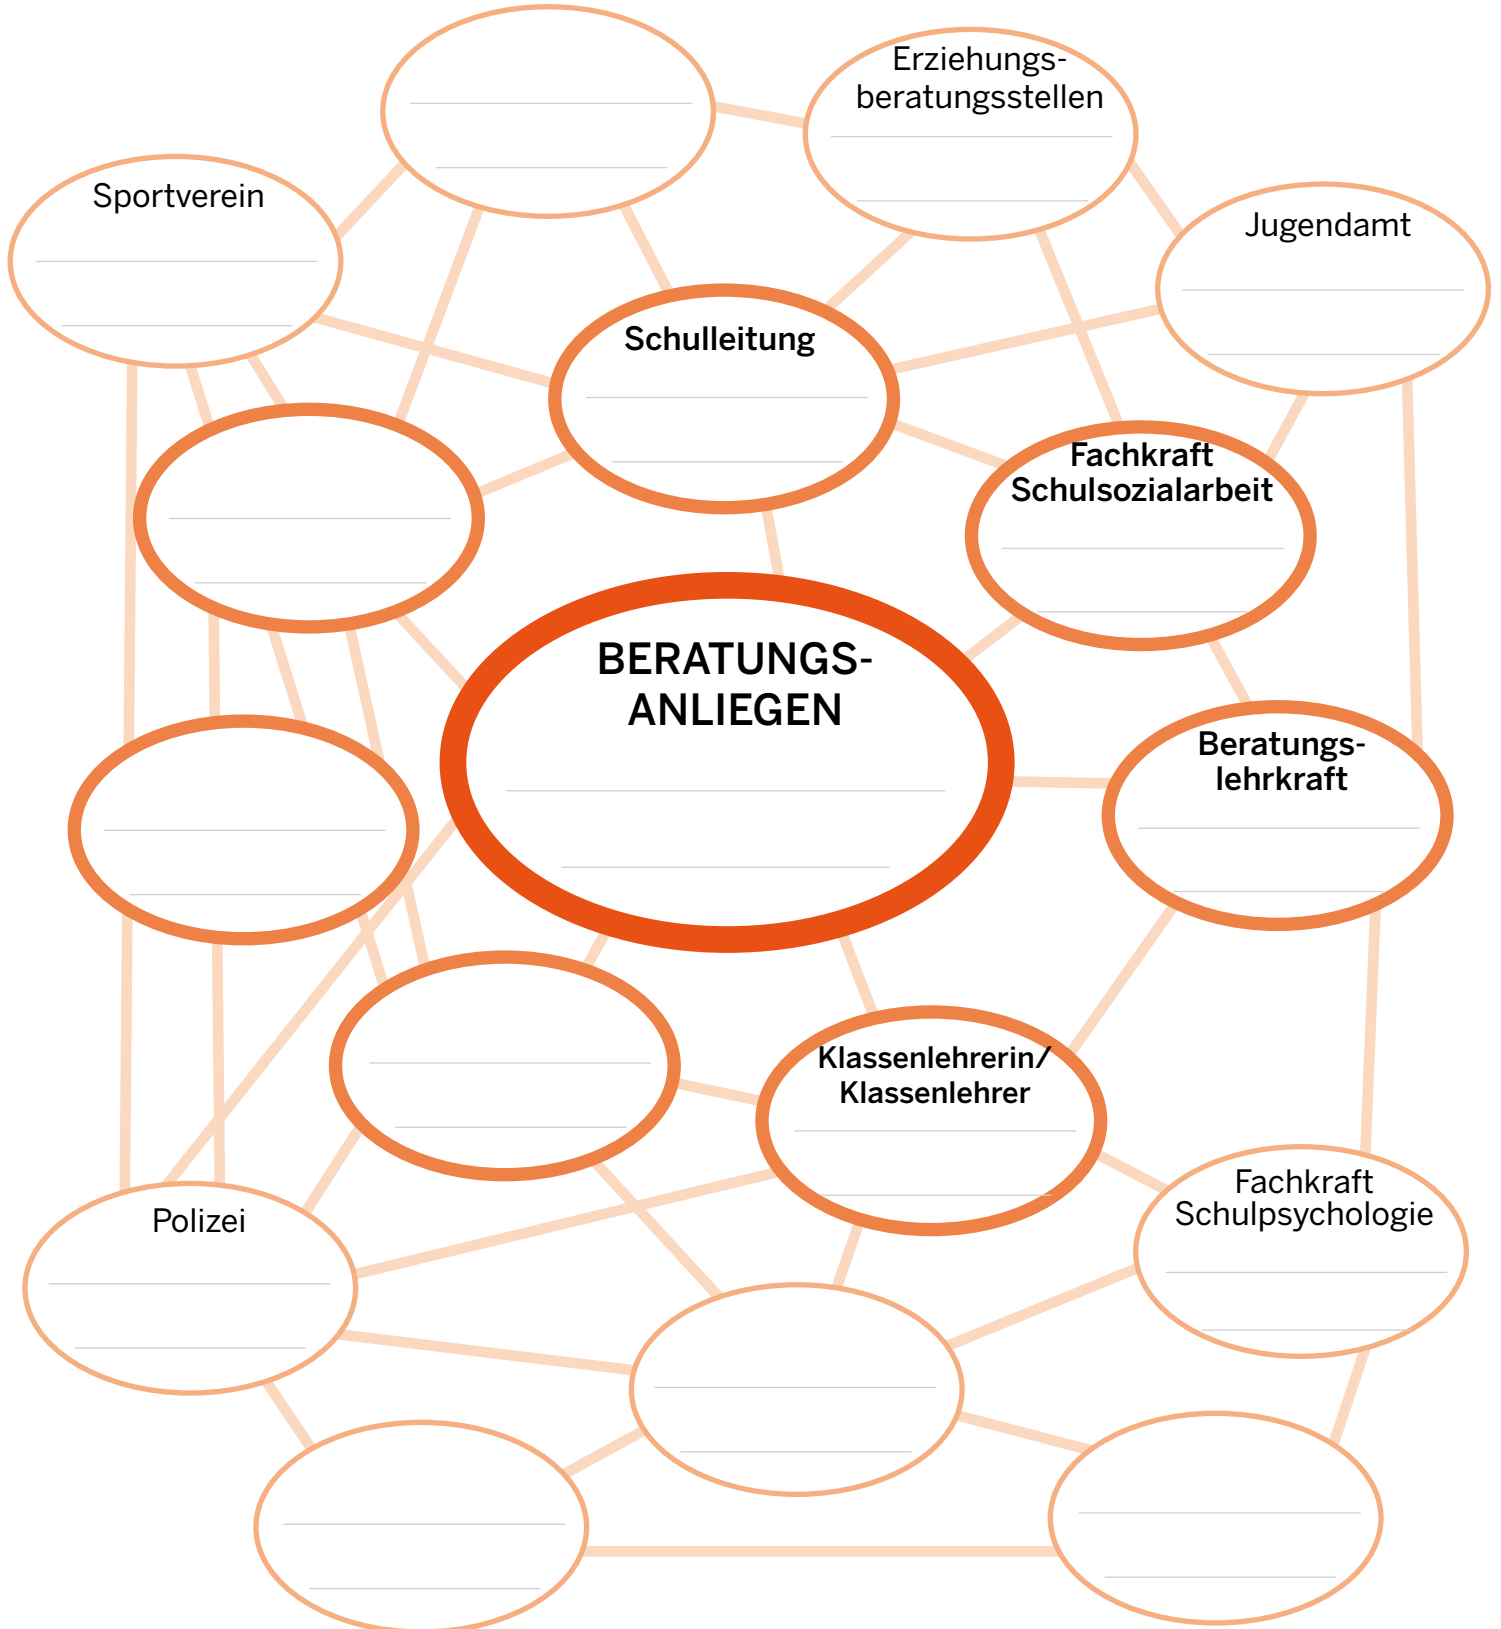 Erziehungs-
beratungsstellen
Sportverein
Jugendamt
Schulleitung
Fachkraft
Schulsozialarbeit
BERATUNGS-
ANLIEGEN
Beratungs-
lehrkraft
Klassenlehrerin/
Klassenlehrer
Fachkraft
Schulpsychologie
Polizei